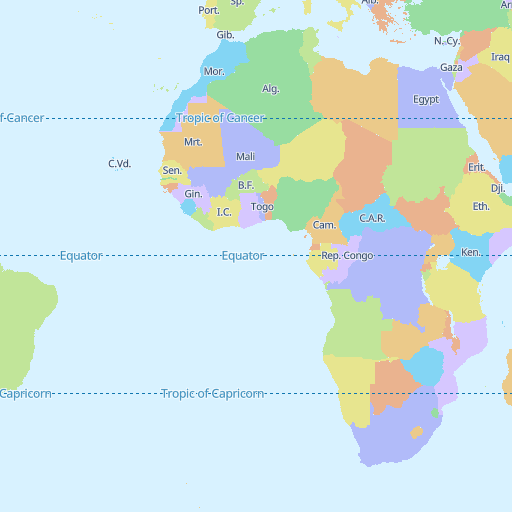 Port.
Sp.
Alb.
Ar
Gib.
N. Cy.
Mor.
Gaza
Iraq
Alg.
Egypt
of Cancer
Tropic of Cancer
Mrt.
Mali
C.Vd.
Sen.
Erit.
Gin.
B.F.
Dji.
I.C.
Togo
Eth.
Cam.
C.A.R.
Equator
Equator
Rep. Congo
Ken.
Capricorn
Tropic of Capricorn